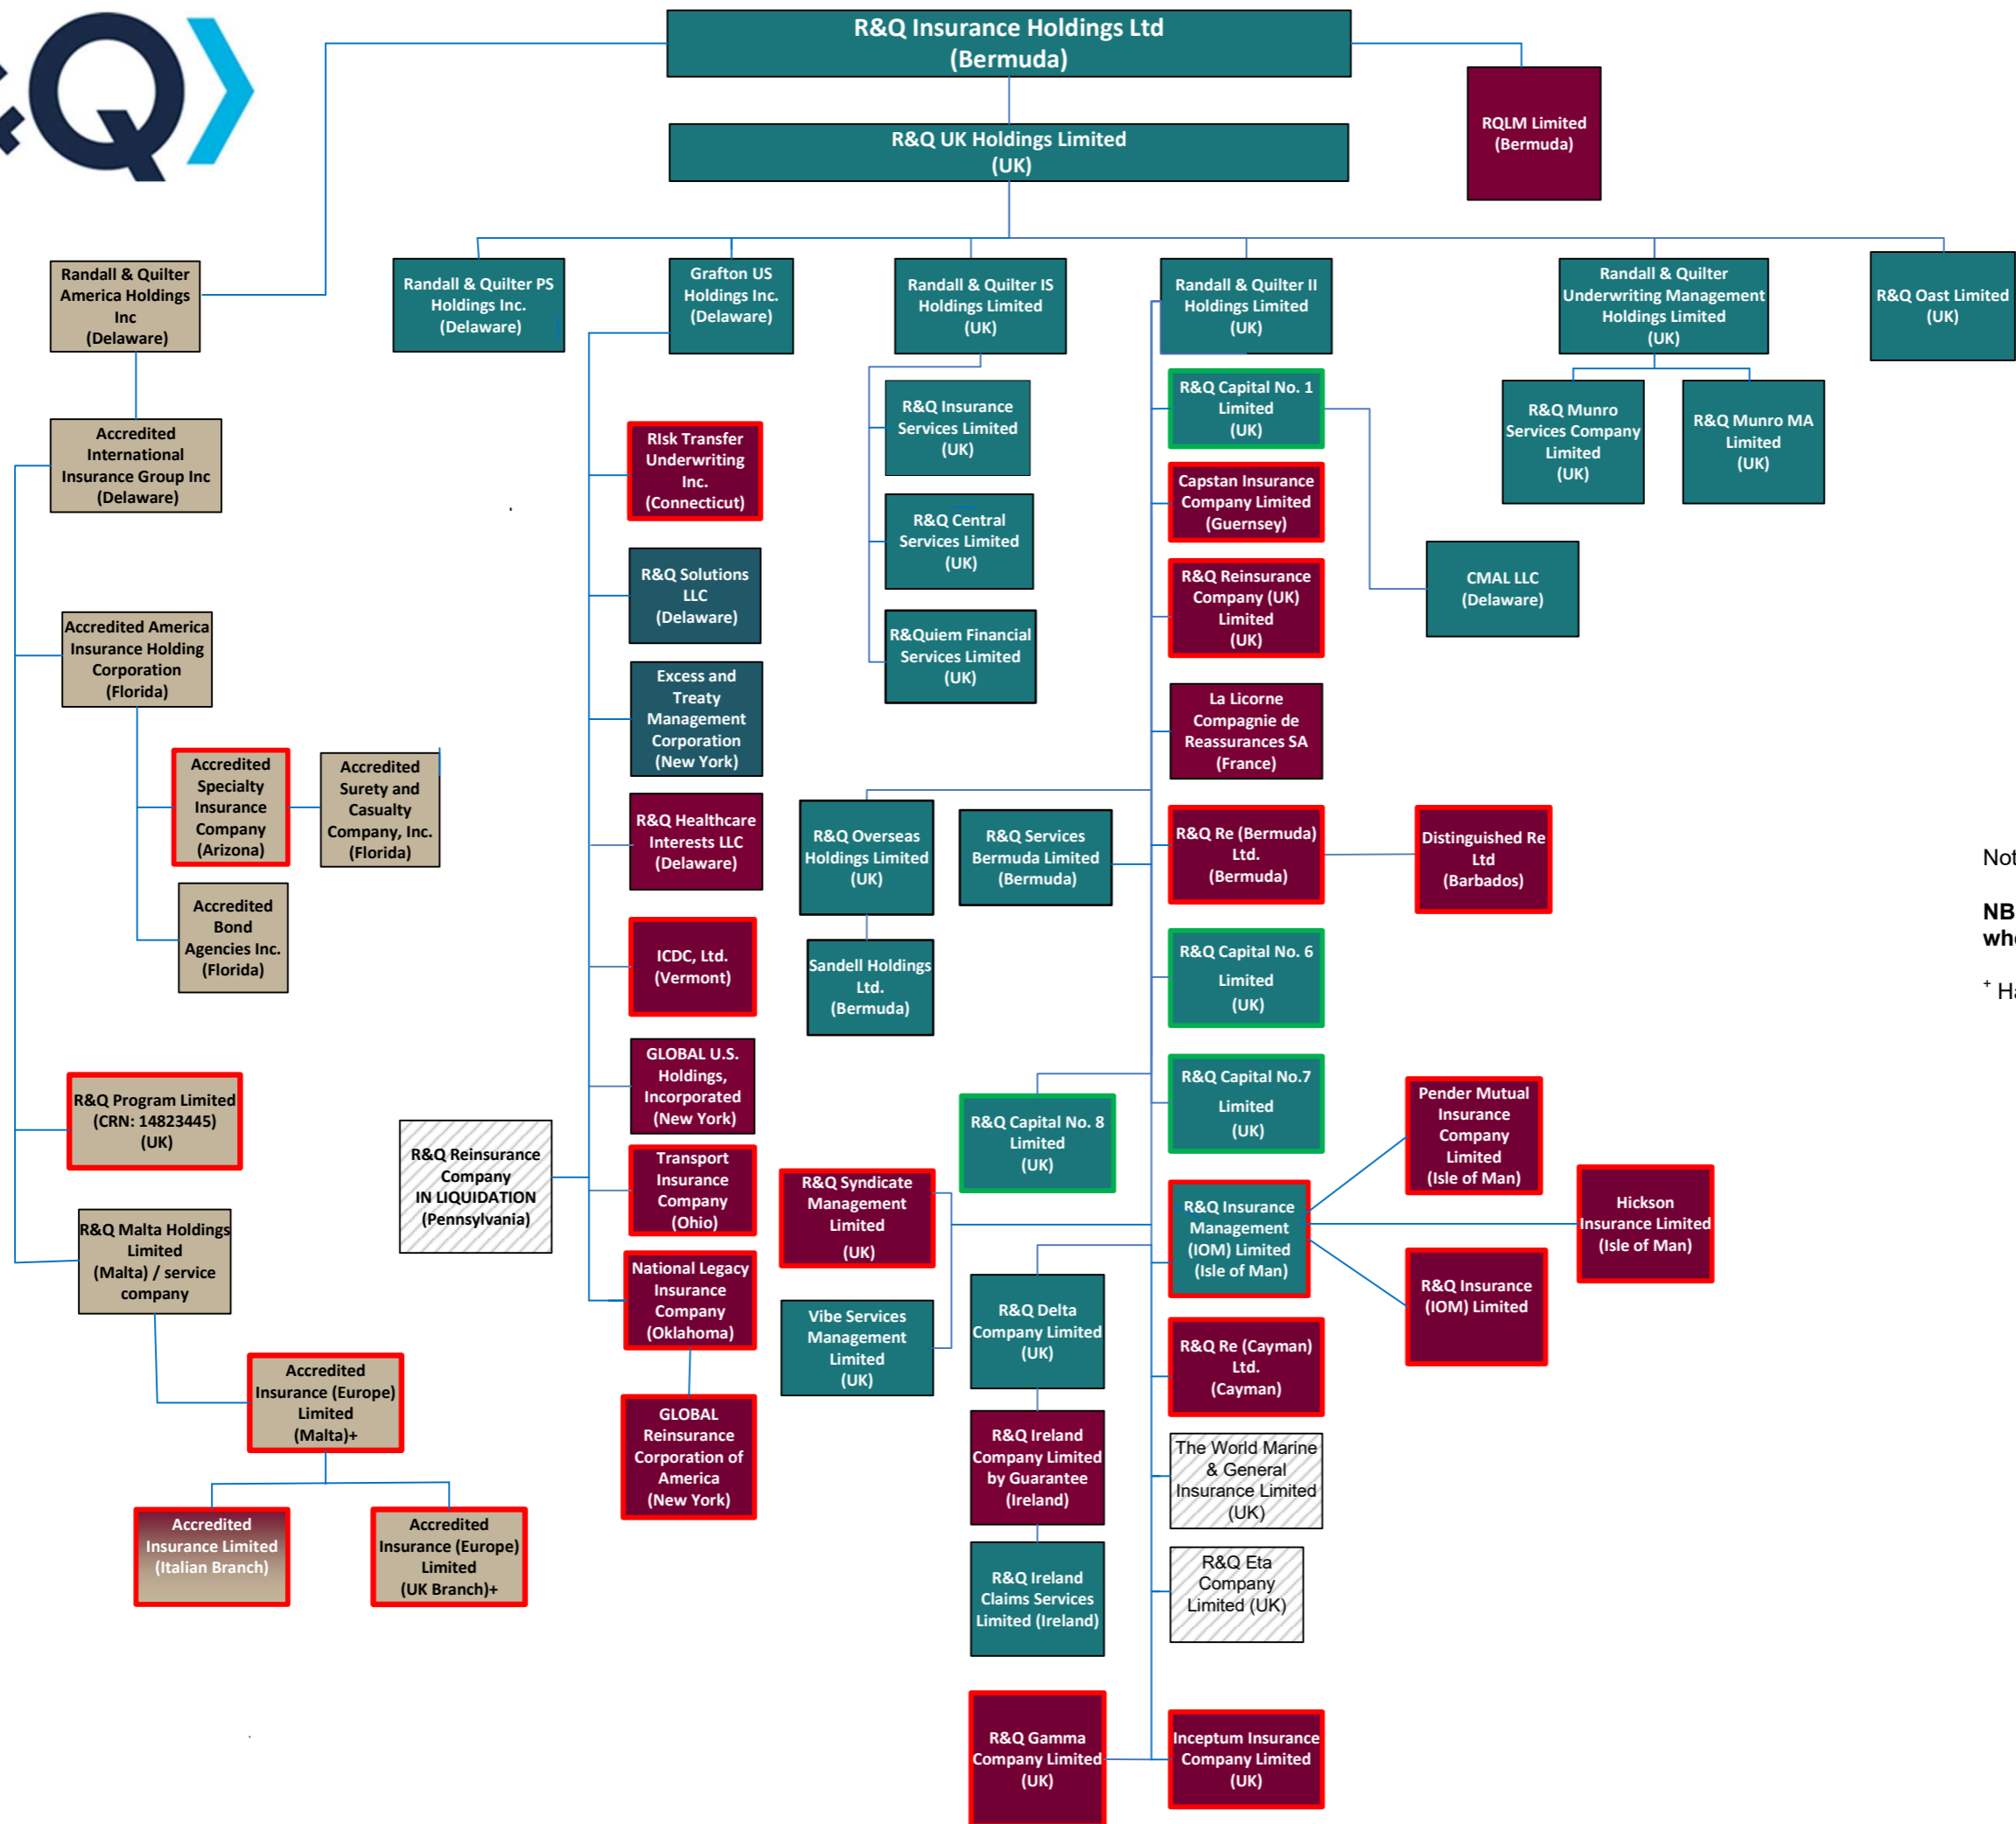 &Q
R&Q Insurance Holdings Ltd
(Bermuda)
RQLM Limited
(Bermuda)
R&Q UK Holdings Limited
(UK)
Randall & Quilter
America Holdings
Inc
(Delaware)
Randall & Quilter PS
Holdings Inc.
(Delaware)
Grafton US
Holdings Inc.
(Delaware)
Randall & Quilter IS
Holdings Limited
(UK)
Randall & Quilter II
Holdings Limited
(UK)
Randall & Quilter
Underwriting Management
Holdings Limited
(UK)
R&Q Oast Limited
(UK)
Accredited
International
Insurance Group Inc
(Delaware)
RIsk Transfer
Underwriting
Inc.
(Connecticut)
R&Q Insurance
Services Limited
(UK)
R&Q Capital No. 1
Limited
(UK)
R&Q Munro
Services Company
Limited
(UK)
R&Q Munro MA
Limited
(UK)
Capstan Insurance
Company Limited
(Guernsey)
R&Q Central
Services Limited
(UK)
R&Q Solutions
LLC
(Delaware)
R&Q Reinsurance
Company (UK)
Limited
(UK)
CMAL LLC
(Delaware)
Accredited America
Insurance Holding
Corporation
(Florida)
R&Quiem Financial
Services Limited
(UK)
Excess and
Treaty
Management
Corporation
(New York)
La Licorne
Compagnie de
Reassurances SA
(France)
Accredited
Specialty
Insurance
Company
(Arizona)
Accredited
Surety and
Casualty
Company, Inc.
(Florida)
R&Q Healthcare
Interests LLC
(Delaware)
R&Q Overseas
Holdings Limited
(UK)
R&Q Services
Bermuda Limited
(Bermuda)
R&Q Re (Bermuda)
Ltd.
(Bermuda)
Distinguished Re
Ltd
(Barbados)
Accredited
Bond
Agencies Inc.
(Florida)
ICDC, Ltd.
(Vermont)
Sandell Holdings
Ltd.
(Bermuda)
R&Q Capital No. 6
Limited
(UK)
NB
+
R&Q Program Limited
(CRN: 14823445)
(UK)
GLOBAL U.S.
Holdings,
Incorporated
(New York)
R&Q Capital No. 8
Limited
(UK)
R&Q Capital No.7
Limited
(UK)
Pender Mutual
Insurance
Company
Limited
(Isle of Man)
R&Q Reinsurance
Company
IN LIQUIDATION
(Pennsylvania)
Transport
Insurance
Company
(Ohio)
R&Q Syndicate
Management
Limited
(UK)
R&Q Insurance
Management
(IOM) Limited
(Isle of Man)
Hickson
Insurance Limited
(Isle of Man)
R&Q Malta Holdings
Limited
(Malta) / service
company
National Legacy
Insurance
Company
(Oklahoma)
Vibe Services
Management
Limited
(UK)
R&Q Delta
Company Limited
(UK)
R&Q Insurance
(IOM) Limited
R&Q Re (Cayman)
Ltd.
(Cayman)
Accredited
Insurance (Europe)
Limited
(Malta)+
GLOBAL
Reinsurance
Corporation of
America
(New York)
R&Q Ireland
Company Limited
by Guarantee
(Ireland)
The World Marine
& General
Insurance Limited
(UK)
Accredited
Insurance Limited
(Italian Branch)
Accredited
Insurance (Europe)
Limited
(UK Branch)+
R&Q Ireland
Claims Services
Limited (Ireland)
R&Q Eta
Company
Limited (UK)
R&Q Gamma
Company Limited
(UK)
Inceptum Insurance
Company Limited
(UK)